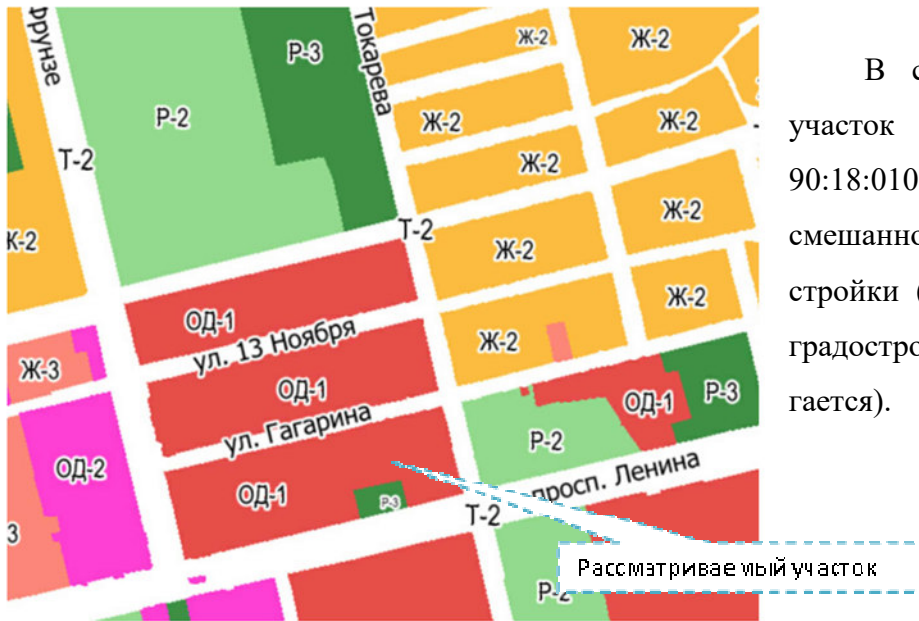 Фрунзе
Токарева
Р-3
Ж-2
Ж-2
Р-2
Ж-2
Ж-2
Т-2
Ж-2
Ж-2
Ж-2
Т-2
Ж-2
Ж-2
ОД-1
ул. 13 Ноября
Ж-2
Ж-3
ОД-1
ОД-1
Р-3
ул. Гагарина
Р-2
ОД-2
ОД-1
Р-3
просп. Ленина
Т-2
3
Р-2
Рассматриваемый участок
В
участок
90:18:010
смешанно
стройки (
градостро
гается).